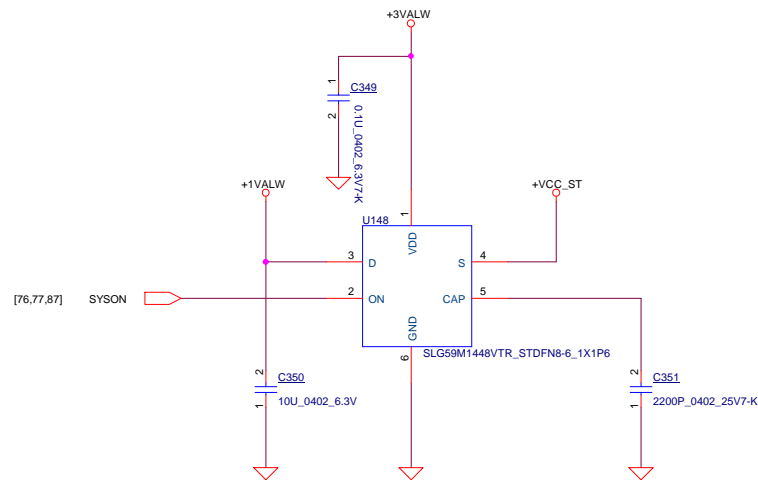 +3VALW
1
C349
2
0.1U_0402_6.3V7-K
+1VALW
+VCC_ST
U148
1
VDD
3
D
S
4
[76,77,87]
SYSON
2
ON
CAP
5
GND
6
SLG59M1448VTR_STDFN8-6_1X1P6
2
C350
1
10U_0402_6.3V
2
C351
1
2200P_0402_25V7-K